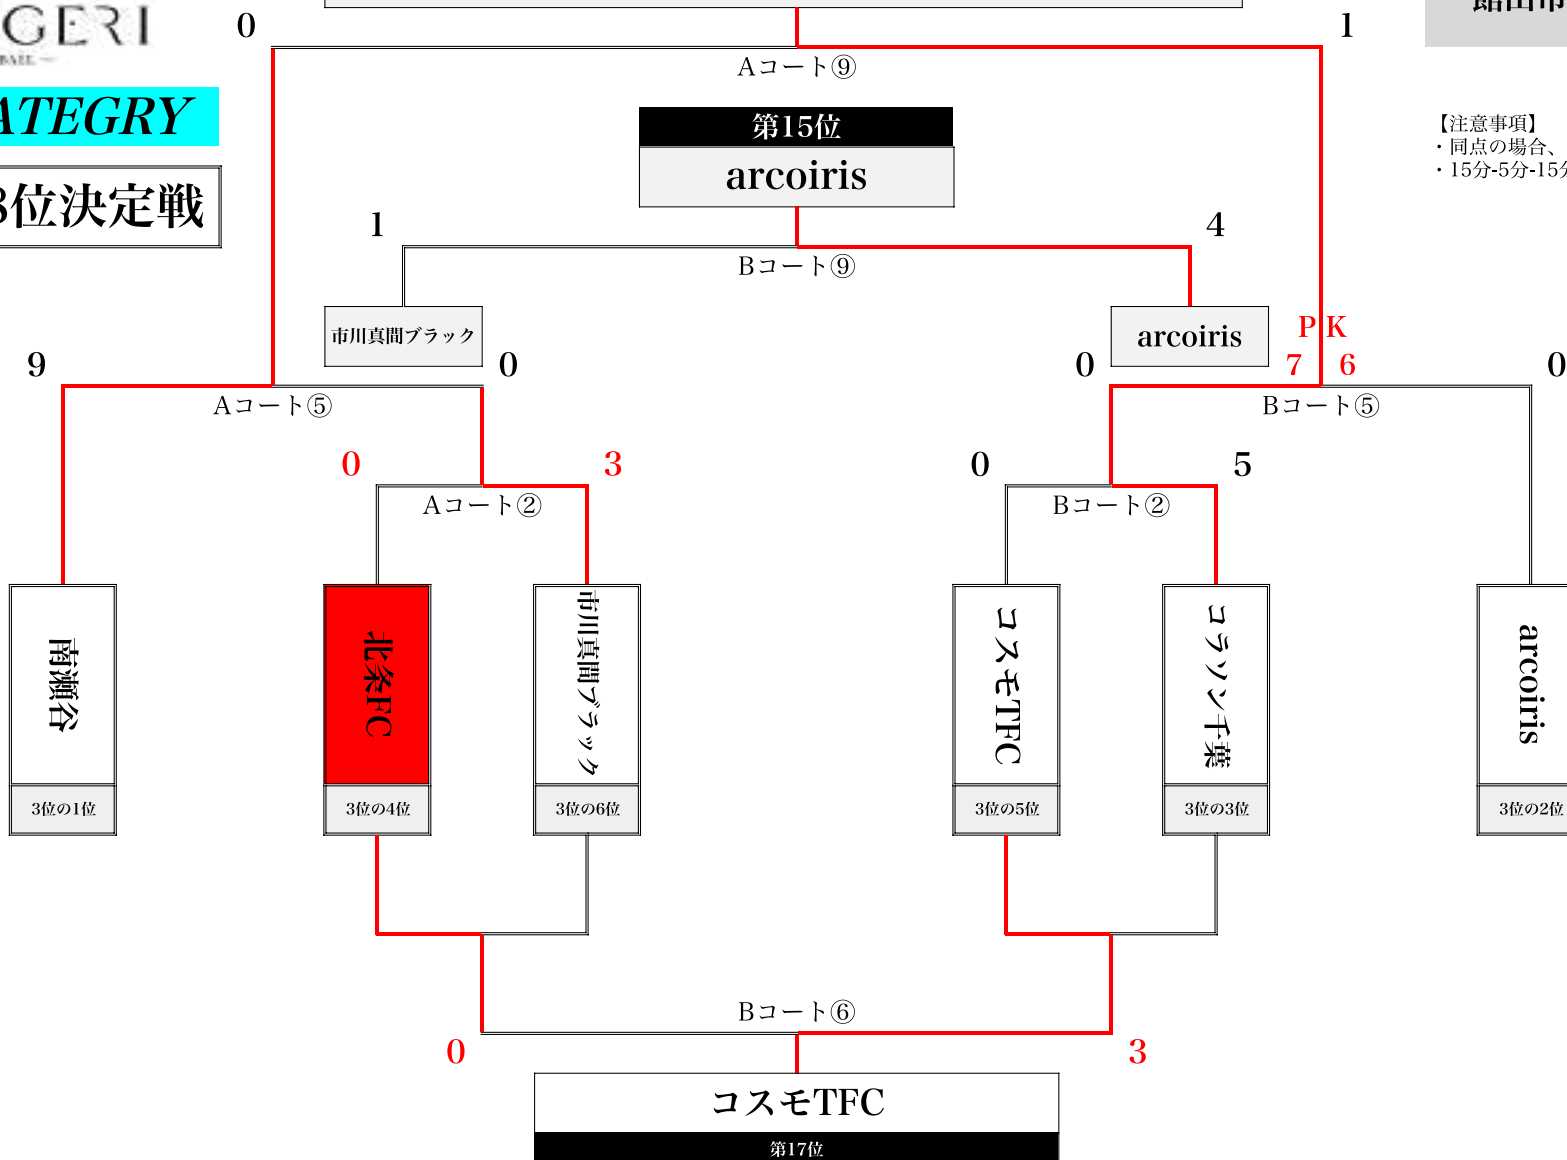 GERI
館山市
0
1
Aコート⑨
ATEGRY
第15位
【注意事項】
arcoiris
・同点の場合、
・15分-5分-15分
3位決定戦
1
4
Bコート⑨
市川真間ブラック
arcoiris
PK
9
0
0
7
6
0
Aコート⑤
Bコート⑤
0
3
0
5
Aコート②
Bコート②
南瀬谷
北条FC
市川真間ブラック
コスモTFC
コラソン千葉
arcoiris
3位の1位
3位の4位
3位の6位
3位の5位
3位の3位
3位の2位
Bコート⑥
0
3
コスモTFC
第17位